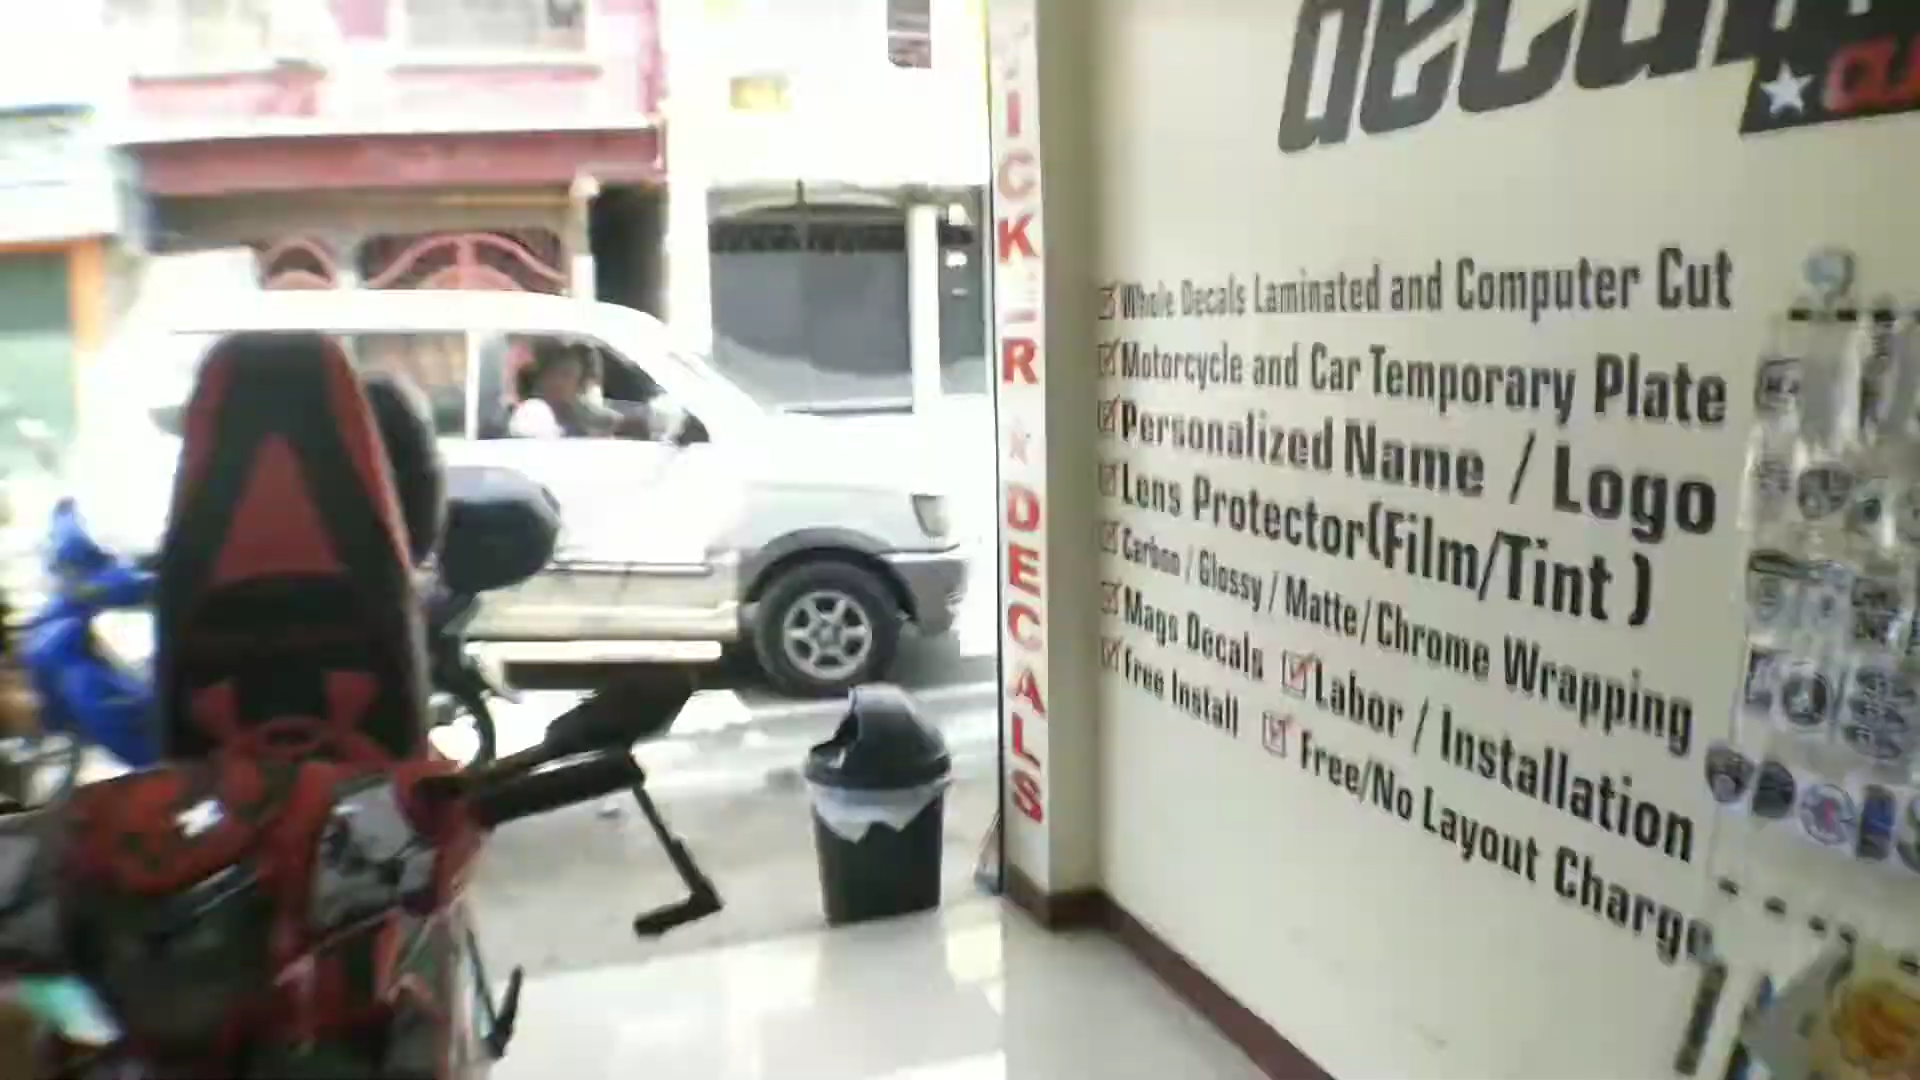 STICKER ★ DECALS
Whole Decals Laminated and Computer Cut
Motorcycle and Car Temporary Plate
Personalized Name / Logo
Lens Protector(Film/Tint )
Carbon / Glossy / Matte/ Chrome Wrapping
Mags Decals
Labor / Installation
Free Install
Free/No Layout Charge